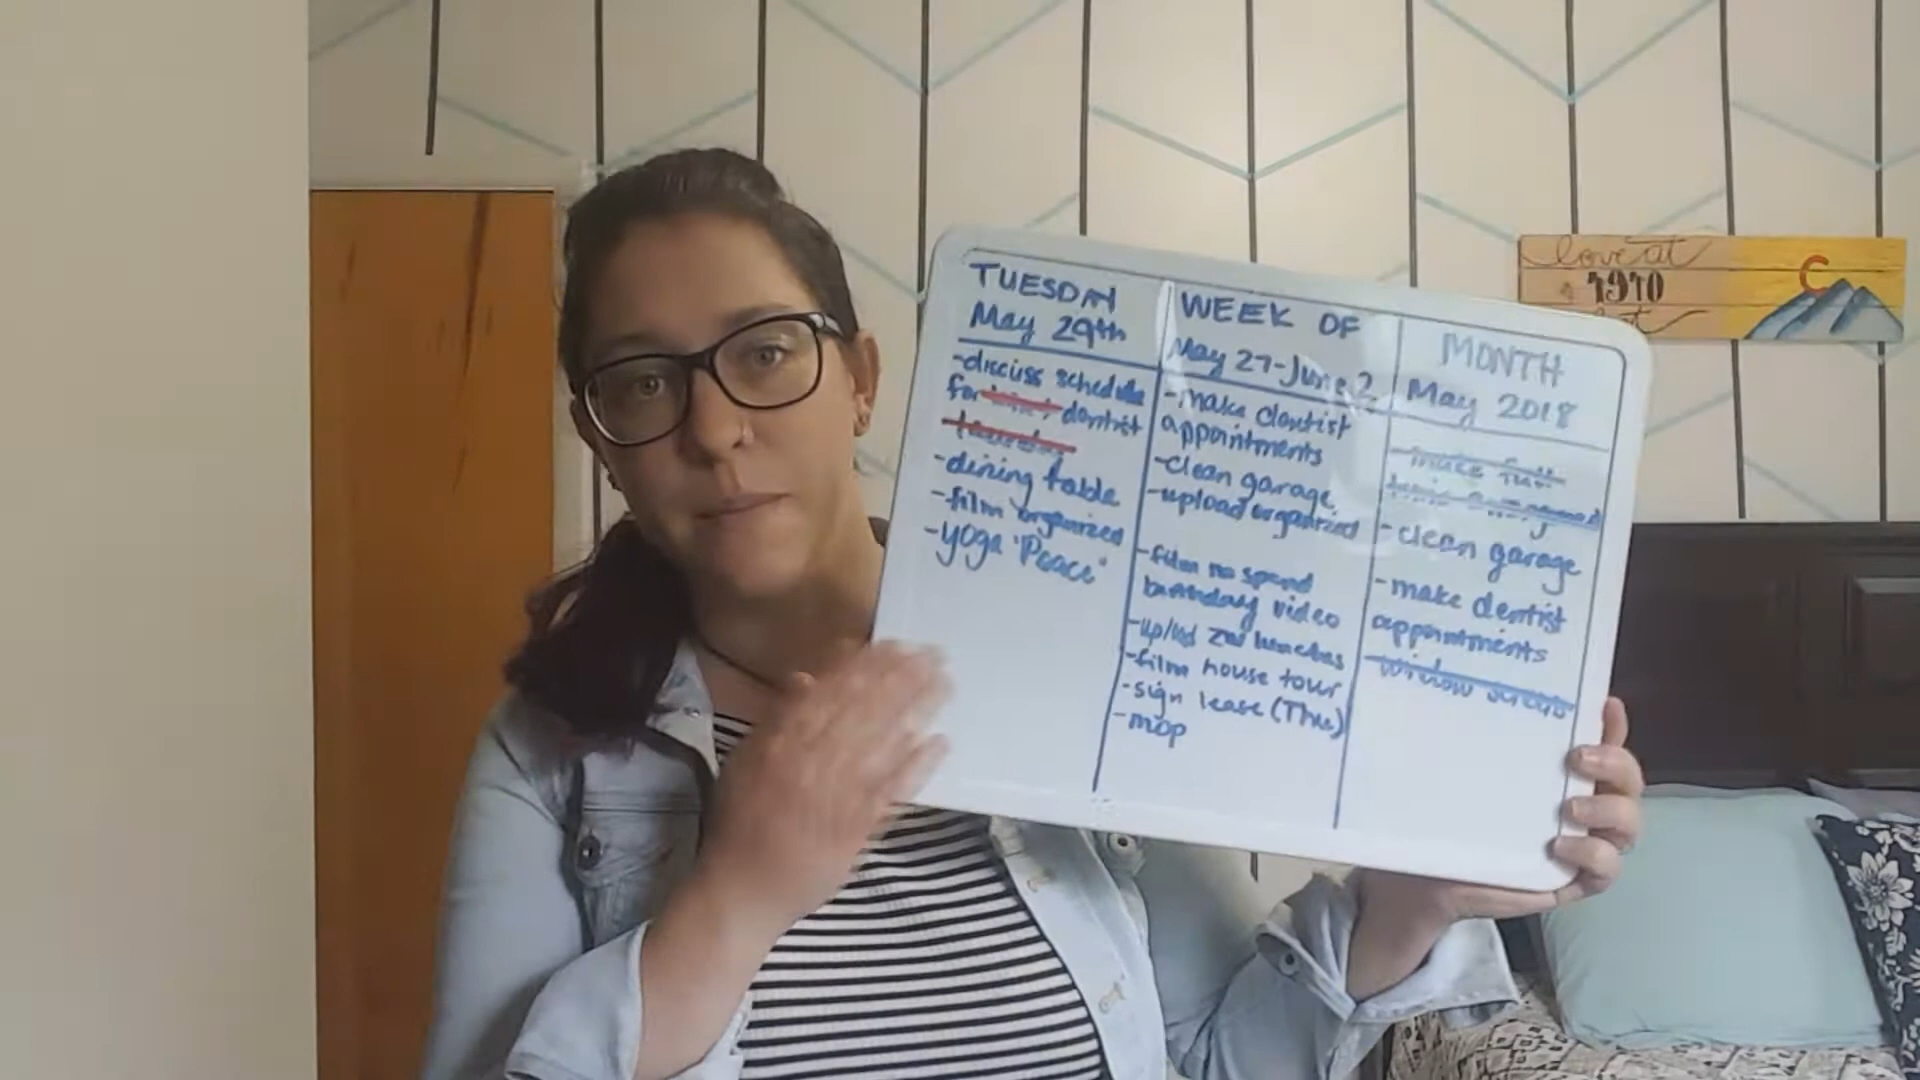 TUESDAY
May 29th
-discuss schedule
for dentist
-dining table
-film organized
-yoga "Peace"
WEEK OF
May 27-June 2
-make dentist
appointments
-clean garage
-upload organized
-film no spend
birthday video
-upload lunches
-film house tour
-sign lease (Thu)
-mop
MONTH
May 2018
-make
-clean garage
-make dentist
appointments
-window
love at